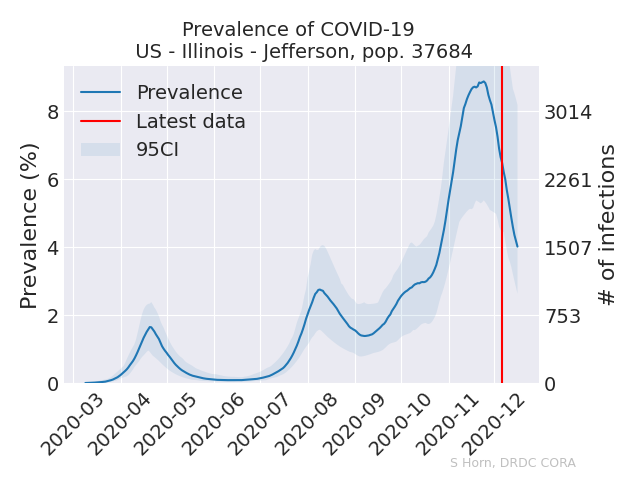 Prevalence of COVID-19
US - Illinois - Jefferson, pop. 37684
Prevalence
Latest data
95CI
Prevalence (%)
8
6
4
2
0
3014
2261
1507
753
0
# of infections
2020-03
2020-04
2020-05
2020-06
2020-07
2020-08
2020-09
2020-10
2020-11
2020-12
S Horn, DRDC CORA